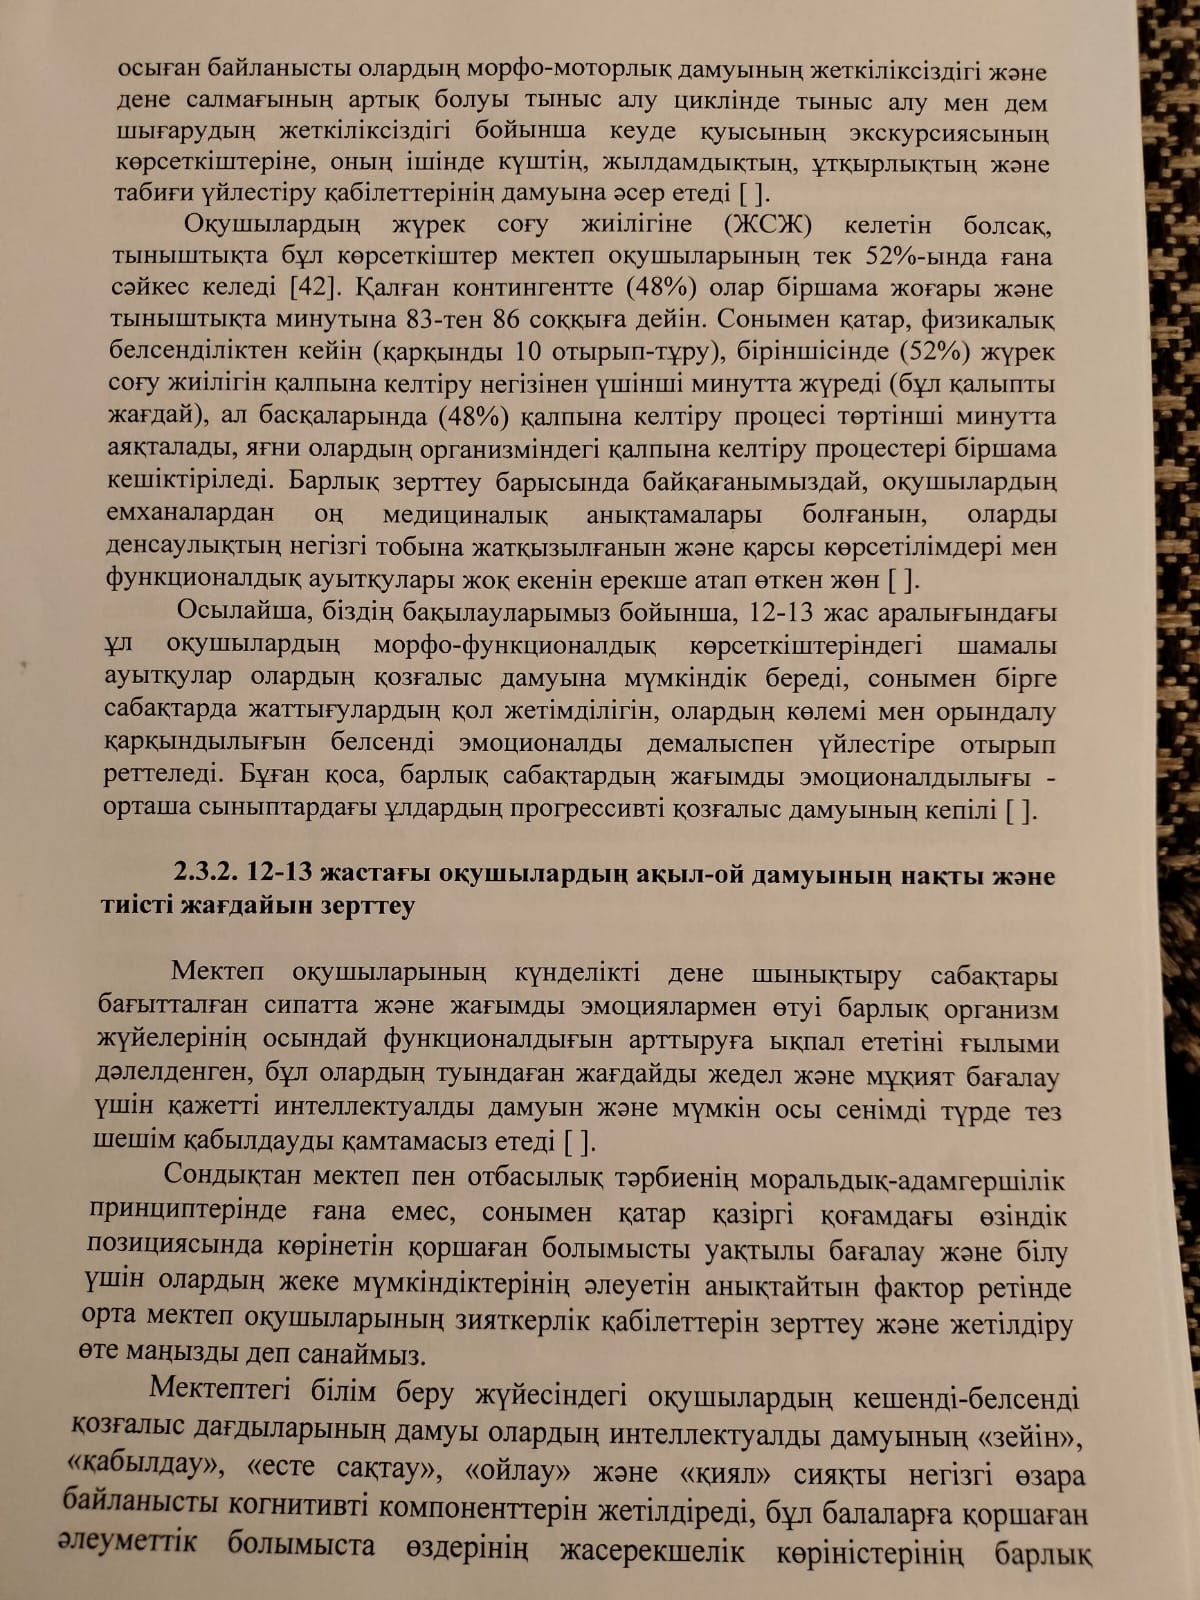 осыған байланысты олардың морфо-моторлық дамуының жеткіліксіздігі және
дене салмағының артық болуы тыныс алу циклінде тыныс алу мен дем
шығарудың жеткіліксіздігі бойынша кеуде қуысының экскурсиясының
көрсеткіштеріне, оның ішінде күштің, жылдамдықтың, ұтқырлықтың және
табиғи үйлестіру қабілеттерінің дамуына әсер етеді [ ].
Оқушылардың жүрек соғу жиілігіне (ЖСЖ) келетін болсақ,
тыныштықта бұл көрсеткіштер мектеп оқушыларының тек 52%-ында ғана
сәйкес келеді [42]. Қалған контингентте (48%) олар біршама жоғары және
тыныштықта минутына 83-тен 86 соққыға дейін. Сонымен қатар, физикалық
белсенділіктен кейін (қарқынды 10 отырып-тұру), біріншісінде (52%) жүрек
соғу жиілігін қалпына келтіру негізінен үшінші минутта жүреді (бұл қалыпты
жағдай), ал басқаларында (48%) қалпына келтіру процесі төртінші минутта
аяқталады, яғни олардың организміндегі қалпына келтіру процестері біршама
кешіктіріледі. Барлық зерттеу барысында байқағанымыздай, оқушылардың
емханалардан оң медициналық анықтамалары болғанын, оларды
денсаулықтың негізгі тобына жатқызылғанын және қарсы көрсетілімдері мен
функционалдық ауытқулары жоқ екенін ерекше атап өткен жөн [ ].
Осылайша, біздің бақылауларымыз бойынша, 12-13 жас аралығындағы
ұл оқушылардың морфо-функционалдық көрсеткіштеріндегі шамалы
ауытқулар олардың қозғалыс дамуына мүмкіндік береді, сонымен бірге
сабақтарда жаттығулардың қол жетімділігін, олардың көлемі мен орындалу
қарқындылығын белсенді эмоционалды демалыспен үйлестіре отырып
реттеледі. Бұған қоса, барлық сабақтардың жағымды эмоционалдылығы -
орташа сыныптардағы ұлдардың прогрессивті қозғалыс дамуының кепілі [ ].
2.3.2. 12-13 жастағы оқушылардың ақыл-ой дамуының нақты және
тиісті жағдайын зерттеу
Мектеп оқушыларының күнделікті дене шынықтыру сабақтары
бағытталған сипатта және жағымды эмоциялармен өтуі барлық организм
жүйелерінің осындай функционалдығын арттыруға ықпал ететіні ғылыми
дәлелденген, бұл олардың туындаған жағдайды жедел және мұқият бағалау
үшін қажетті интеллектуалды дамуын және мүмкін осы сенімді түрде тез
шешім қабылдауды қамтамасыз етеді [ ].
Сондықтан мектеп пен отбасылық тәрбиенің моральдық-адамгершілік
принциптерінде ғана емес, сонымен қатар қазіргі қоғамдағы өзіндік
позициясында көрінетін қоршаған болымысты уақтылы бағалау және білу
үшін олардың жеке мүмкіндіктерінің әлеуетін анықтайтын фактор ретінде
орта мектеп оқушыларының зияткерлік қабілеттерін зерттеу және жетілдіру
өте маңызды деп санаймыз.
Мектептегі білім беру жүйесіндегі оқушылардың кешенді-белсенді
қозғалыс дағдыларының дамуы олардың интеллектуалды дамуының «зейін»,
«қабылдау», «есте сақтау», «ойлау» және «қиял» сияқты негізгі өзара
байланысты когнитивті компоненттерін жетілдіреді, бұл балаларға қоршаған
әлеуметтік болымыста өздерінің жасерекшелік көріністерінің барлық